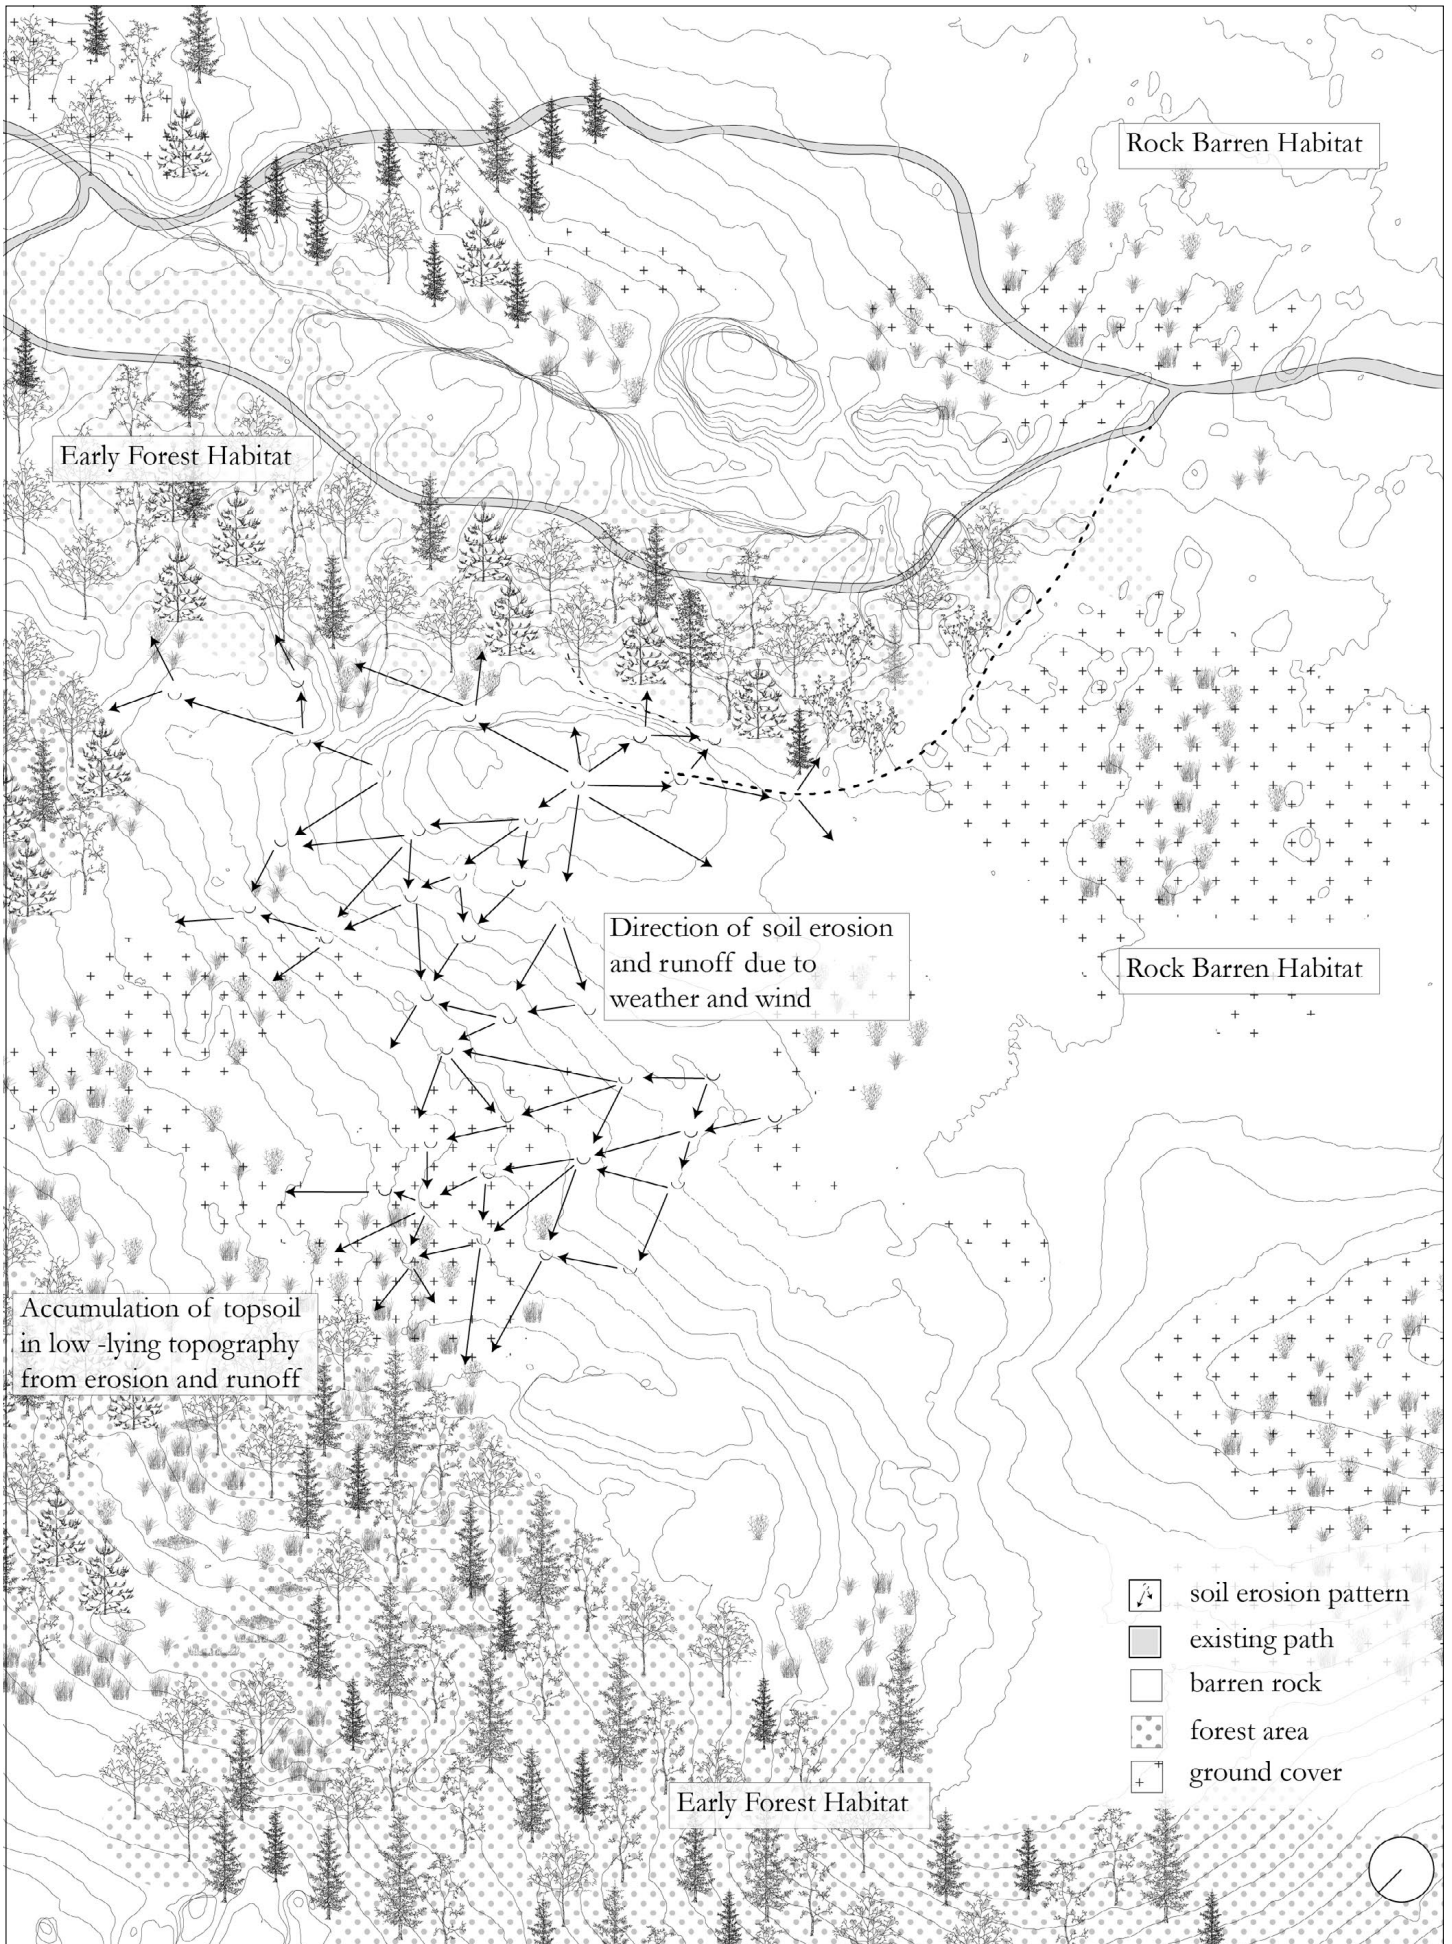 Rock Barren Habitat
Early Forest Habitat
Direction of soil erosion
and runoff due to
weather and wind
Rock Barren Habitat
Accumulation of topsoil
in low -lying topography
from erosion and runoff
soil erosion pattern
existing path
barren rock
forest area
ground cover
Early Forest Habitat